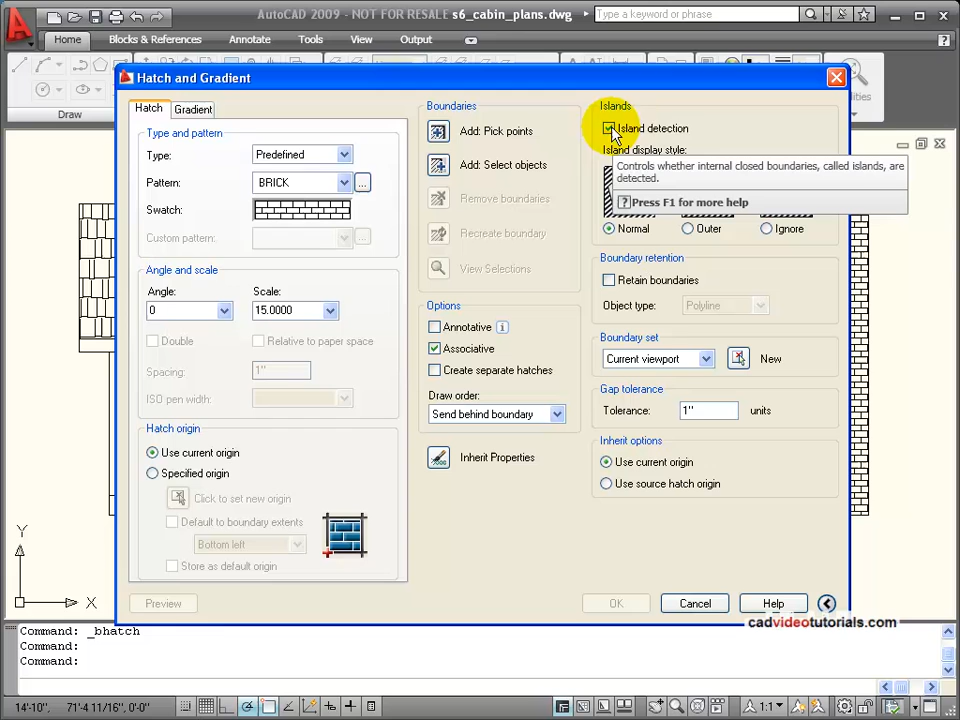 AutoCAD 2009 - NOT FOR RESALE s6_cabin_plans.dwg
Type a keyword or phrase
Home Blocks & References Annotate Tools View Output
Draw
Hatch and Gradient
Hatch Gradient
Type and pattern
Type: Predefined
Pattern: BRICK ...
Swatch:
Custom pattern: ...
Angle and scale
Angle: Scale:
0 15.0000
Double Relative to paper space
Spacing: 1"
ISO pen width:
Hatch origin
Use current origin
Specified origin
Click to set new origin
Default to boundary extents
Bottom left
Store as default origin
Preview
Boundaries
Add: Pick points
Add: Select objects
Remove boundaries
Recreate boundary
View Selections
Options
Annotative
Associative
Create separate hatches
Draw order:
Send behind boundary
Inherit Properties
Islands
Island detection
Island display style:
Controls whether internal closed boundaries, called islands, are
detected.
Press F1 for more help
Normal Outer Ignore
Boundary retention
Retain boundaries
Object type: Polyline
Boundary set
Current viewport New
Gap tolerance
Tolerance: 1" units
Inherit options
Use current origin
Use source hatch origin
OK Cancel Help
cadvideotutorials.com
Y
X
Command: _bhatch
Command:
Command:
14'-10", 71'-4 11/16", 0'-0" 1:1